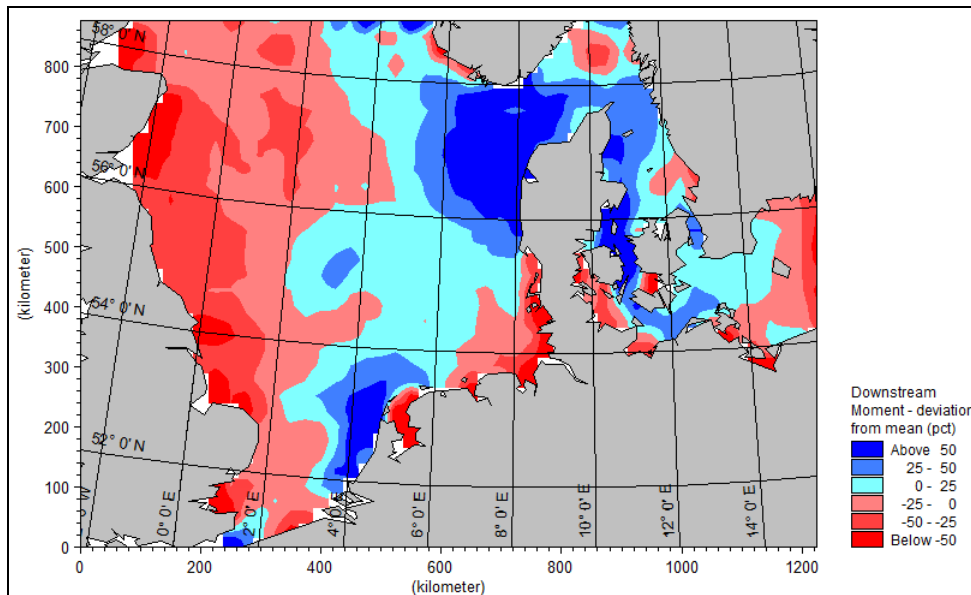 58° 0' N
56° 0' N
54° 0' N
52° 0' N
W
0° 0' E
2° 0' E
4° 0' E
6° 0' E
8° 0' E
10° 0' E
12° 0' E
14° 0' E
800
700
600
500
400
300
200
100
0
(kilometer)
0 200 400 600 800 1000 1200
(kilometer)
Downstream
Moment - deviation
from mean (pct)
Above 50
25 - 50
0 - 25
-25 - 0
-50 - -25
Below -50